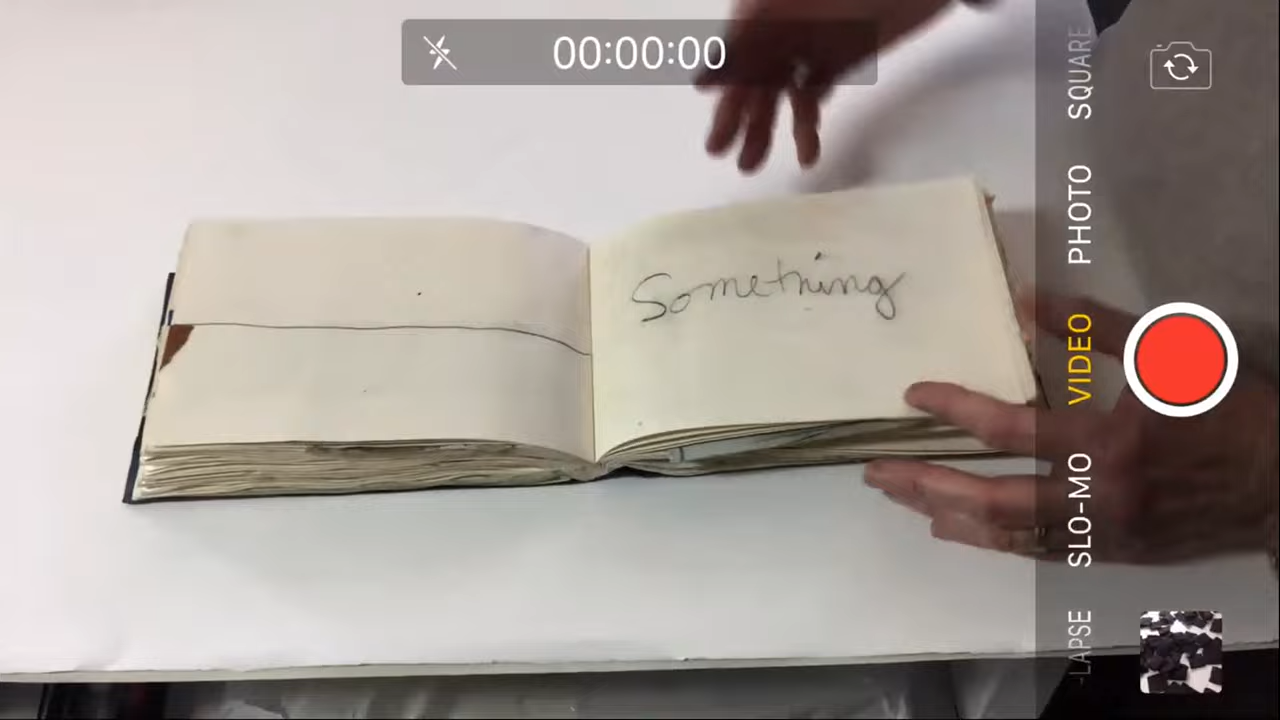 00:00:00
Something
SQUARE
PHOTO
VIDEO
SLO-MO
-LAPSE